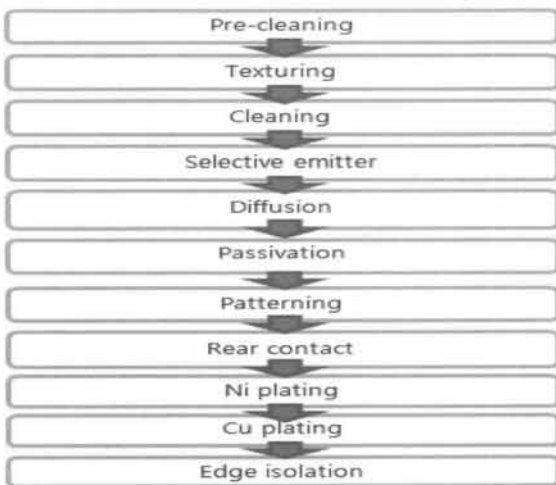 Pre-cleaning
Texturing
Cleaning
Selective emitter
Diffusion
Passivation
Patterning
Rear contact
Ni plating
Cu plating
Edge isolation